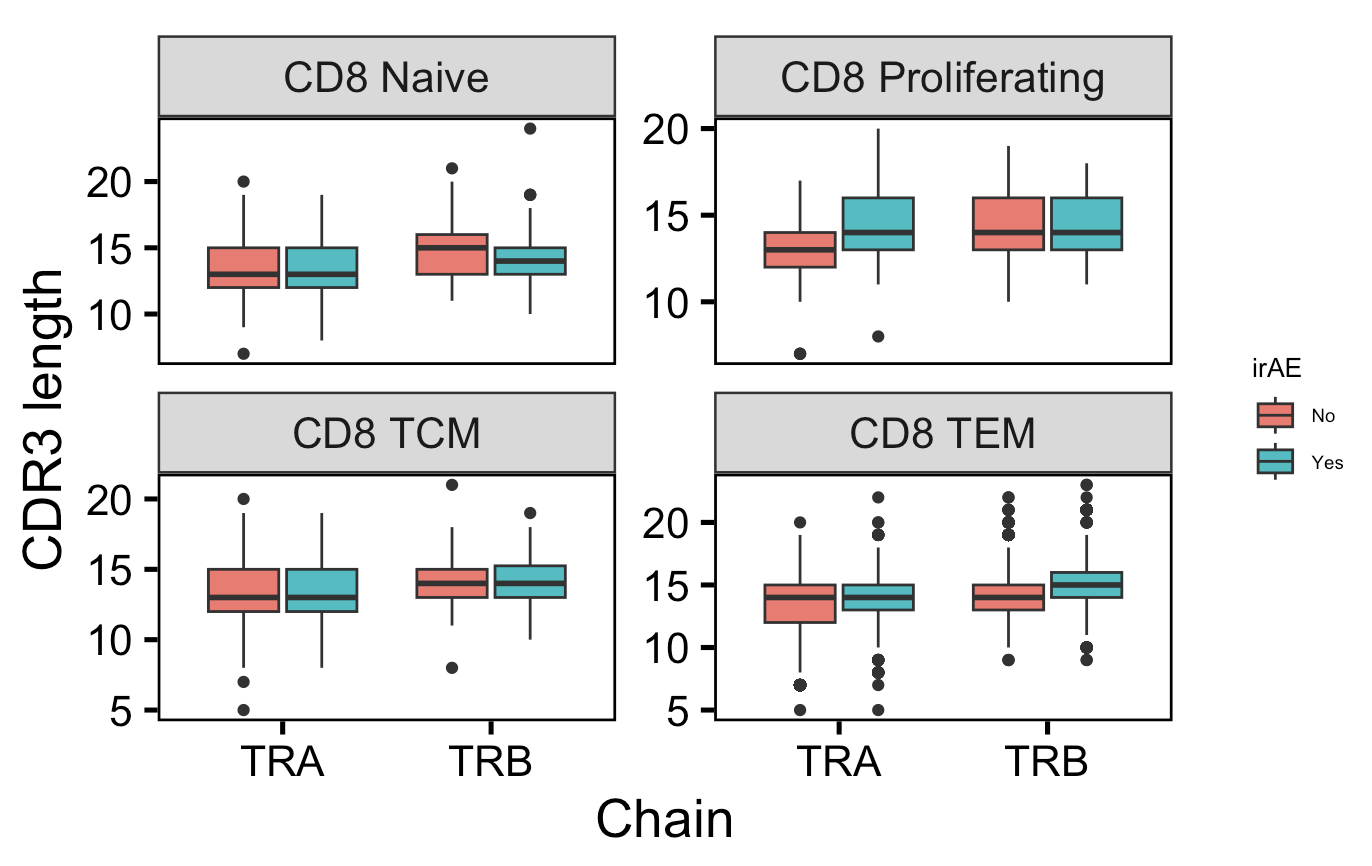 CD8 Naive
CD8 Proliferating
20
15
10
20
15
10
CD8 TCM
CD8 TEM
20
15
10
5
20
15
10
5
TRA
TRB
TRA
TRB
Chain
CDR3 length
irAE
No
Yes